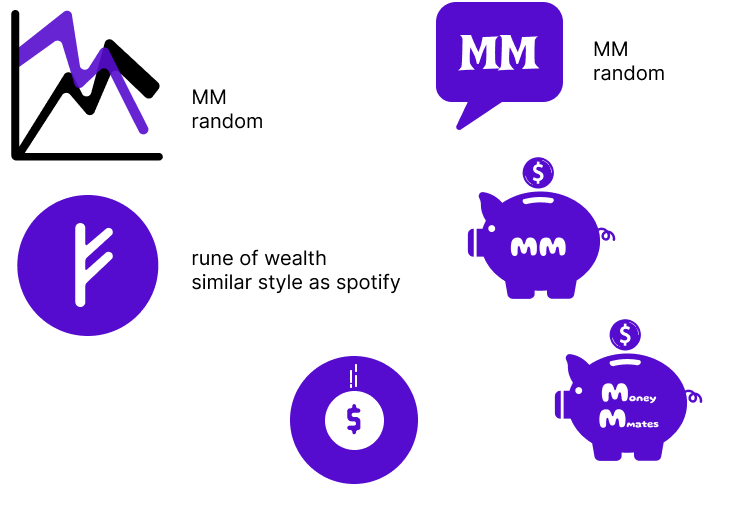 MM
random
MM
MM
random
$
MM
rune of wealth
similar style as spotify
$
$
Money
Mmates